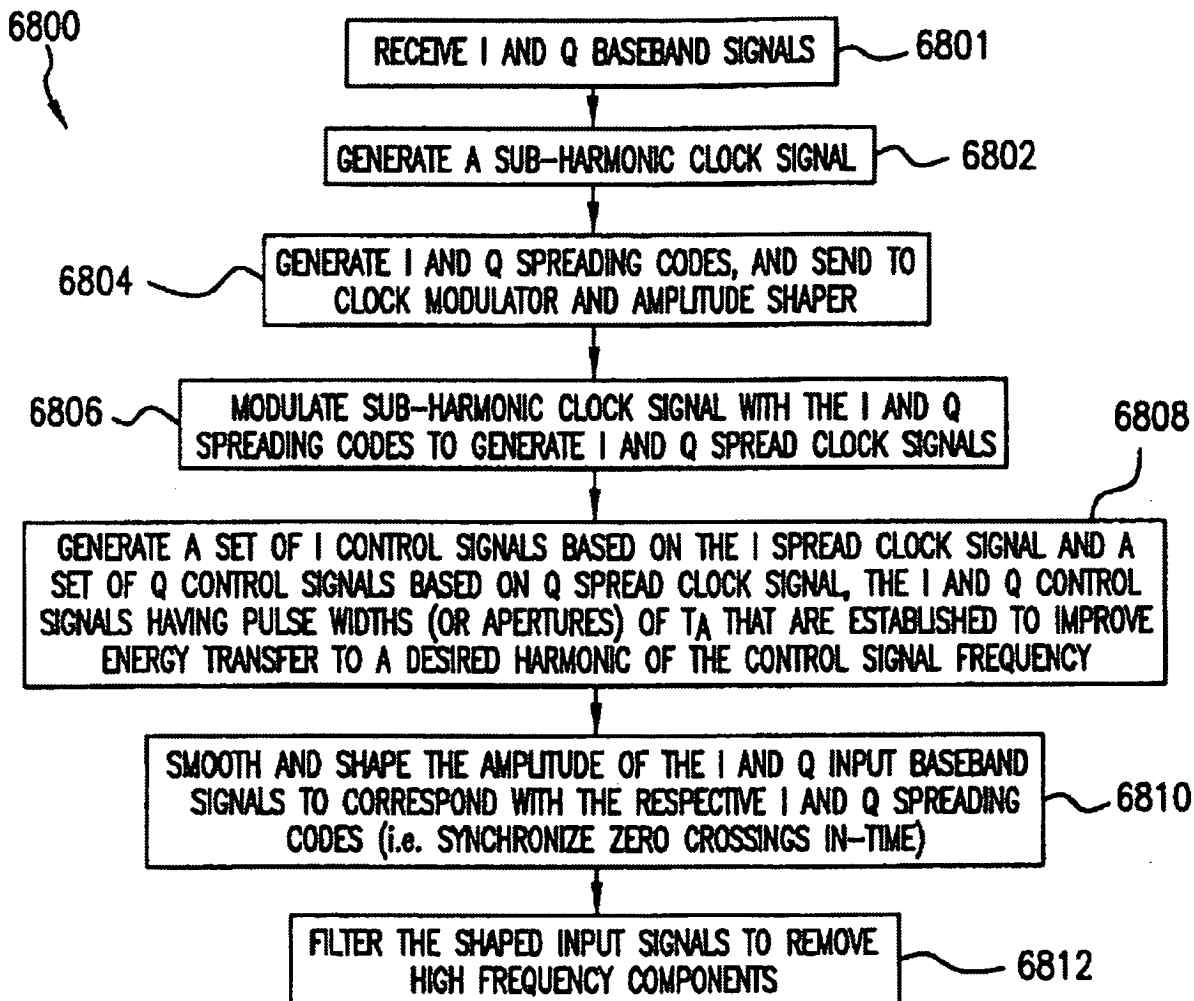 6800
RECEIVE I AND Q BASEBAND SIGNALS
6801
GENERATE A SUB-HARMONIC CLOCK SIGNAL
6802
GENERATE I AND Q SPREADING CODES, AND SEND TO
CLOCK MODULATOR AND AMPLITUDE SHAPER
6804
MODULATE SUB-HARMONIC CLOCK SIGNAL WITH THE I AND Q
SPREADING CODES TO GENERATE I AND Q SPREAD CLOCK SIGNALS
6806
6808
GENERATE A SET OF I CONTROL SIGNALS BASED ON THE I SPREAD CLOCK SIGNAL AND A
SET OF Q CONTROL SIGNALS BASED ON Q SPREAD CLOCK SIGNAL, THE I AND Q CONTROL
SIGNALS HAVING PULSE WIDTHS (OR APERTURES) OF TA THAT ARE ESTABLISHED TO IMPROVE
ENERGY TRANSFER TO A DESIRED HARMONIC OF THE CONTROL SIGNAL FREQUENCY
SMOOTH AND SHAPE THE AMPLITUDE OF THE I AND Q INPUT BASEBAND
SIGNALS TO CORRESPOND WITH THE RESPECTIVE I AND Q SPREADING
CODES (i.e. SYNCHRONIZE ZERO CROSSINGS IN-TIME)
6810
FILTER THE SHAPED INPUT SIGNALS TO REMOVE
HIGH FREQUENCY COMPONENTS
6812